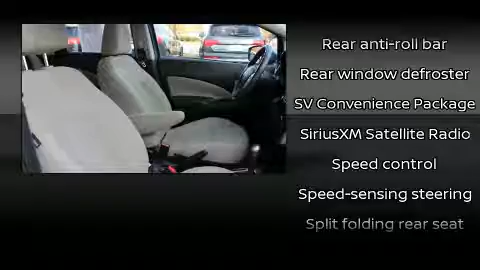 Rear anti-roll bar
Rear window defroster
SV Convenience Package
SiriusXM Satellite Radio
Speed control
Speed-sensing steering
Split folding rear seat